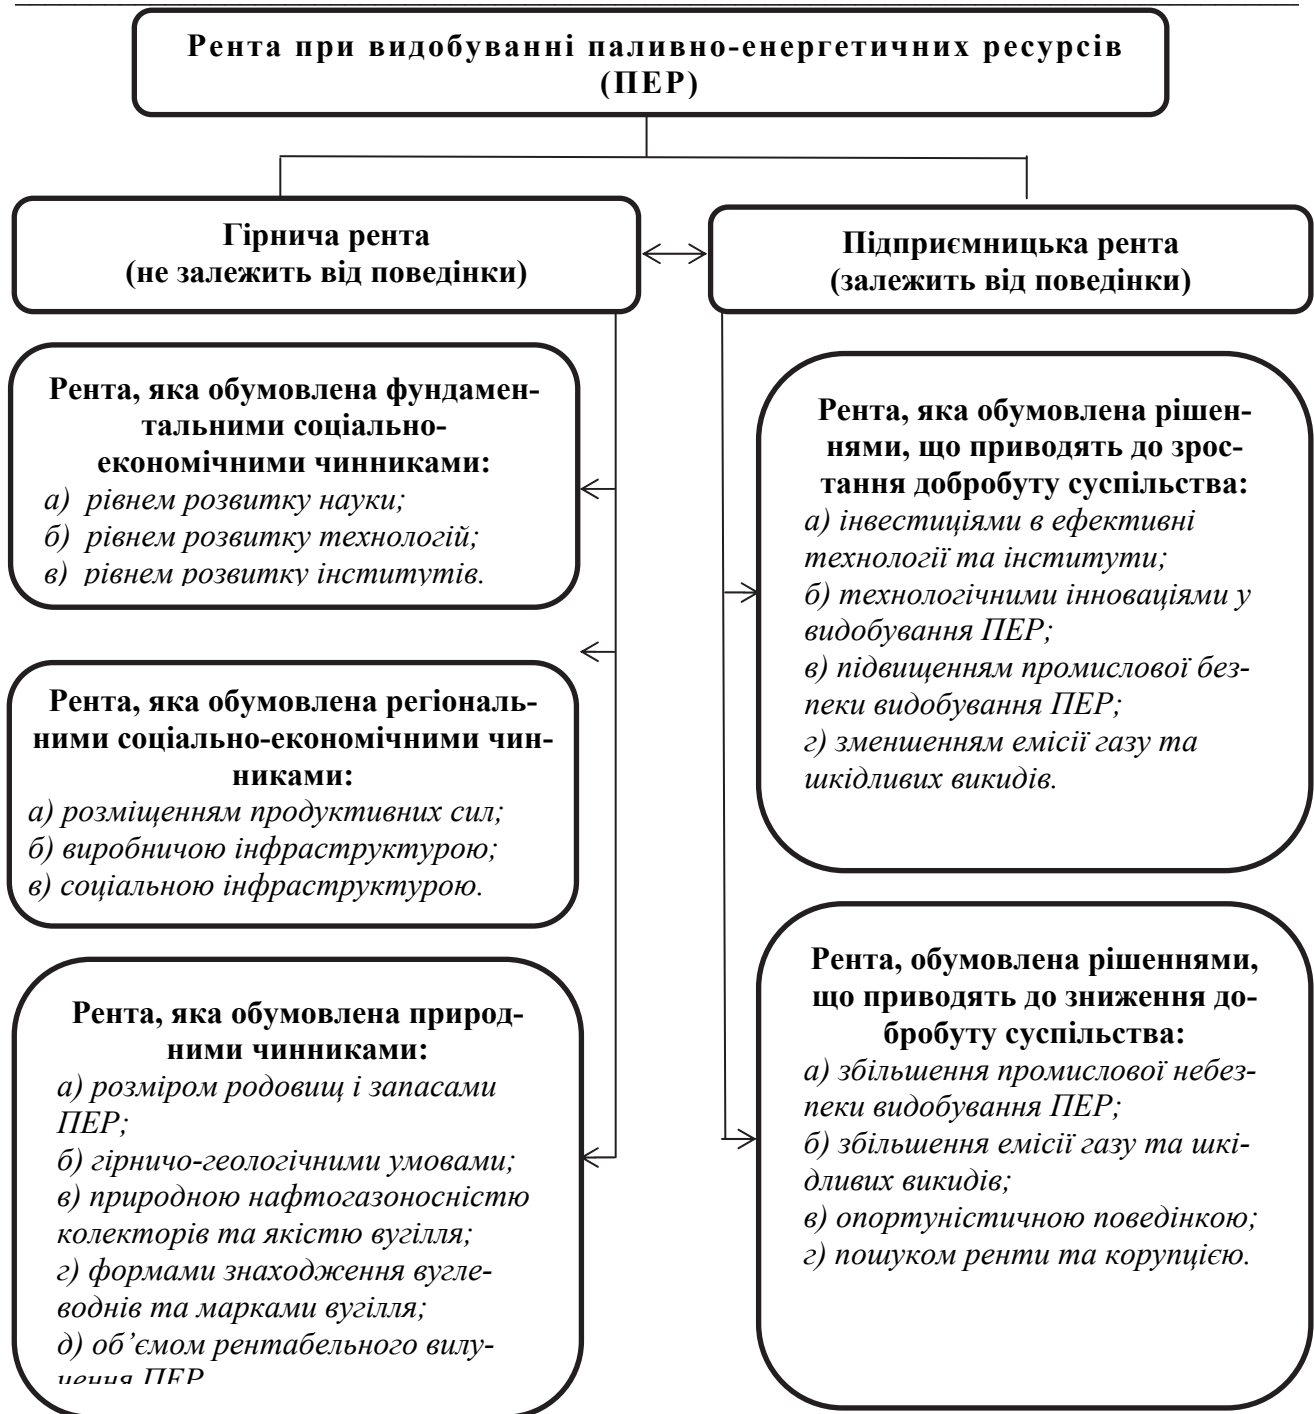 Рента при видобуванні паливно-енергетичних ресурсів
(ПЕР)
Гірнича рента
(не залежить від поведінки)
Підприємницька рента
(залежить від поведінки)
Рента, яка обумовлена фундамен-
тальними соціально-
економічними чинниками:
а) рівнем розвитку науки;
б) рівнем розвитку технологій;
в) рівнем розвитку інститутів.
Рента, яка обумовлена регіональ-
ними соціально-економічними чин-
никами:
а) розміщенням продуктивних сил;
б) виробничою інфраструктурою;
в) соціальною інфраструктурою.
Рента, яка обумовлена природ-
ними чинниками:
а) розміром родовищ і запасами
ПЕР;
б) гірничо-геологічними умовами;
в) природною нафтогазоносністю
колекторів та якістю вугілля;
г) формами знаходження вугле-
воднів та марками вугілля;
д) об’ємом рентабельного вилу-
чення ПЕР
Рента, яка обумовлена рішен-
нями, що приводять до зрос-
тання добробуту суспільства:
а) інвестиціями в ефективні
технології та інститути;
б) технологічними інноваціями у
видобування ПЕР;
в) підвищенням промислової без-
пеки видобування ПЕР;
г) зменшенням емісії газу та
шкідливих викидів.
Рента, обумовлена рішеннями,
що приводять до зниження до-
бробуту суспільства:
а) збільшення промислової небез-
пеки видобування ПЕР;
б) збільшення емісії газу та шкі-
дливих викидів;
в) опортуністичною поведінкою;
г) пошуком ренти та корупцією.